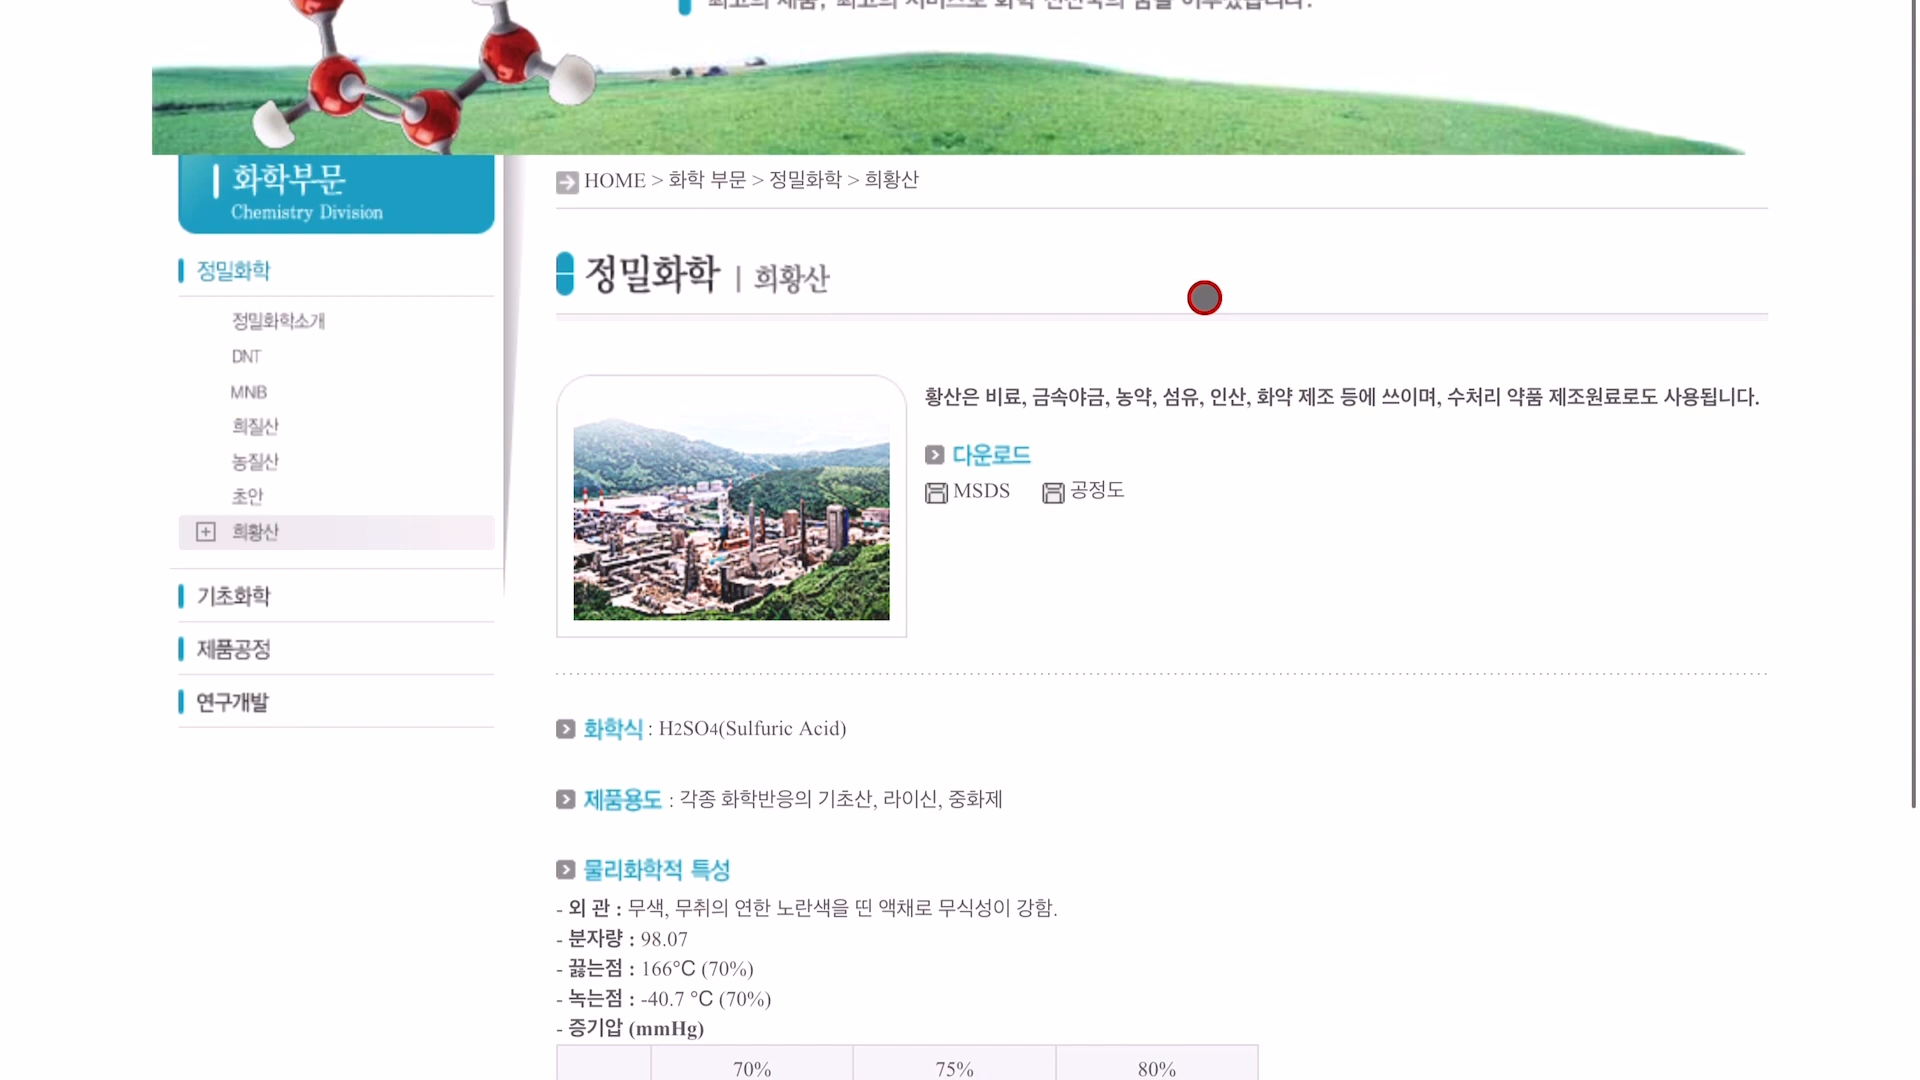 화학부문
Chemistry Division
HOME > 화학 부문 > 정밀화학 > 희황산
정밀화학 | 희황산
정밀화학
정밀화학소개
DNT
MNB
희질산
농질산
초안
희황산
기초화학
제품공정
연구개발
황산은 비료, 금속야금, 농약, 섬유, 인산, 화약 제조 등에 쓰이며, 수처리 약품 제조원료로도 사용됩니다.
다운로드
MSDS 공정도
화학식 : H2SO4(Sulfuric Acid)
제품용도 : 각종 화학반응의 기초산, 라이신, 중화제
물리화학적 특성
- 외 관 : 무색, 무취의 연한 노란색을 띤 액채로 무식성이 강함.
- 분자량 : 98.07
- 끓는점 : 166℃ (70%)
- 녹는점 : -40.7 ℃ (70%)
- 증기압 (mmHg)
70% 75% 80%